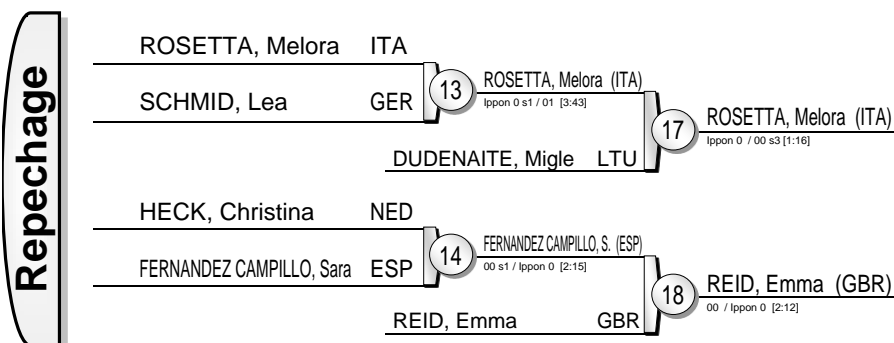 Repechage
ROSETTA, Melora ITA
SCHMID, Lea GER
13
ROSETTA, Melora (ITA)
Ippon 0 s1 / 01 [3:43]
DUDENAITE, Migle LTU
17
ROSETTA, Melora (ITA)
Ippon 0 / 00 s3 [1:16]
HECK, Christina NED
FERNANDEZ CAMPILLO, Sara ESP
14
FERNANDEZ CAMPILLO, S. (ESP)
00 s1 / Ippon 0 [2:15]
REID, Emma GBR
18
REID, Emma (GBR)
00 / Ippon 0 [2:12]